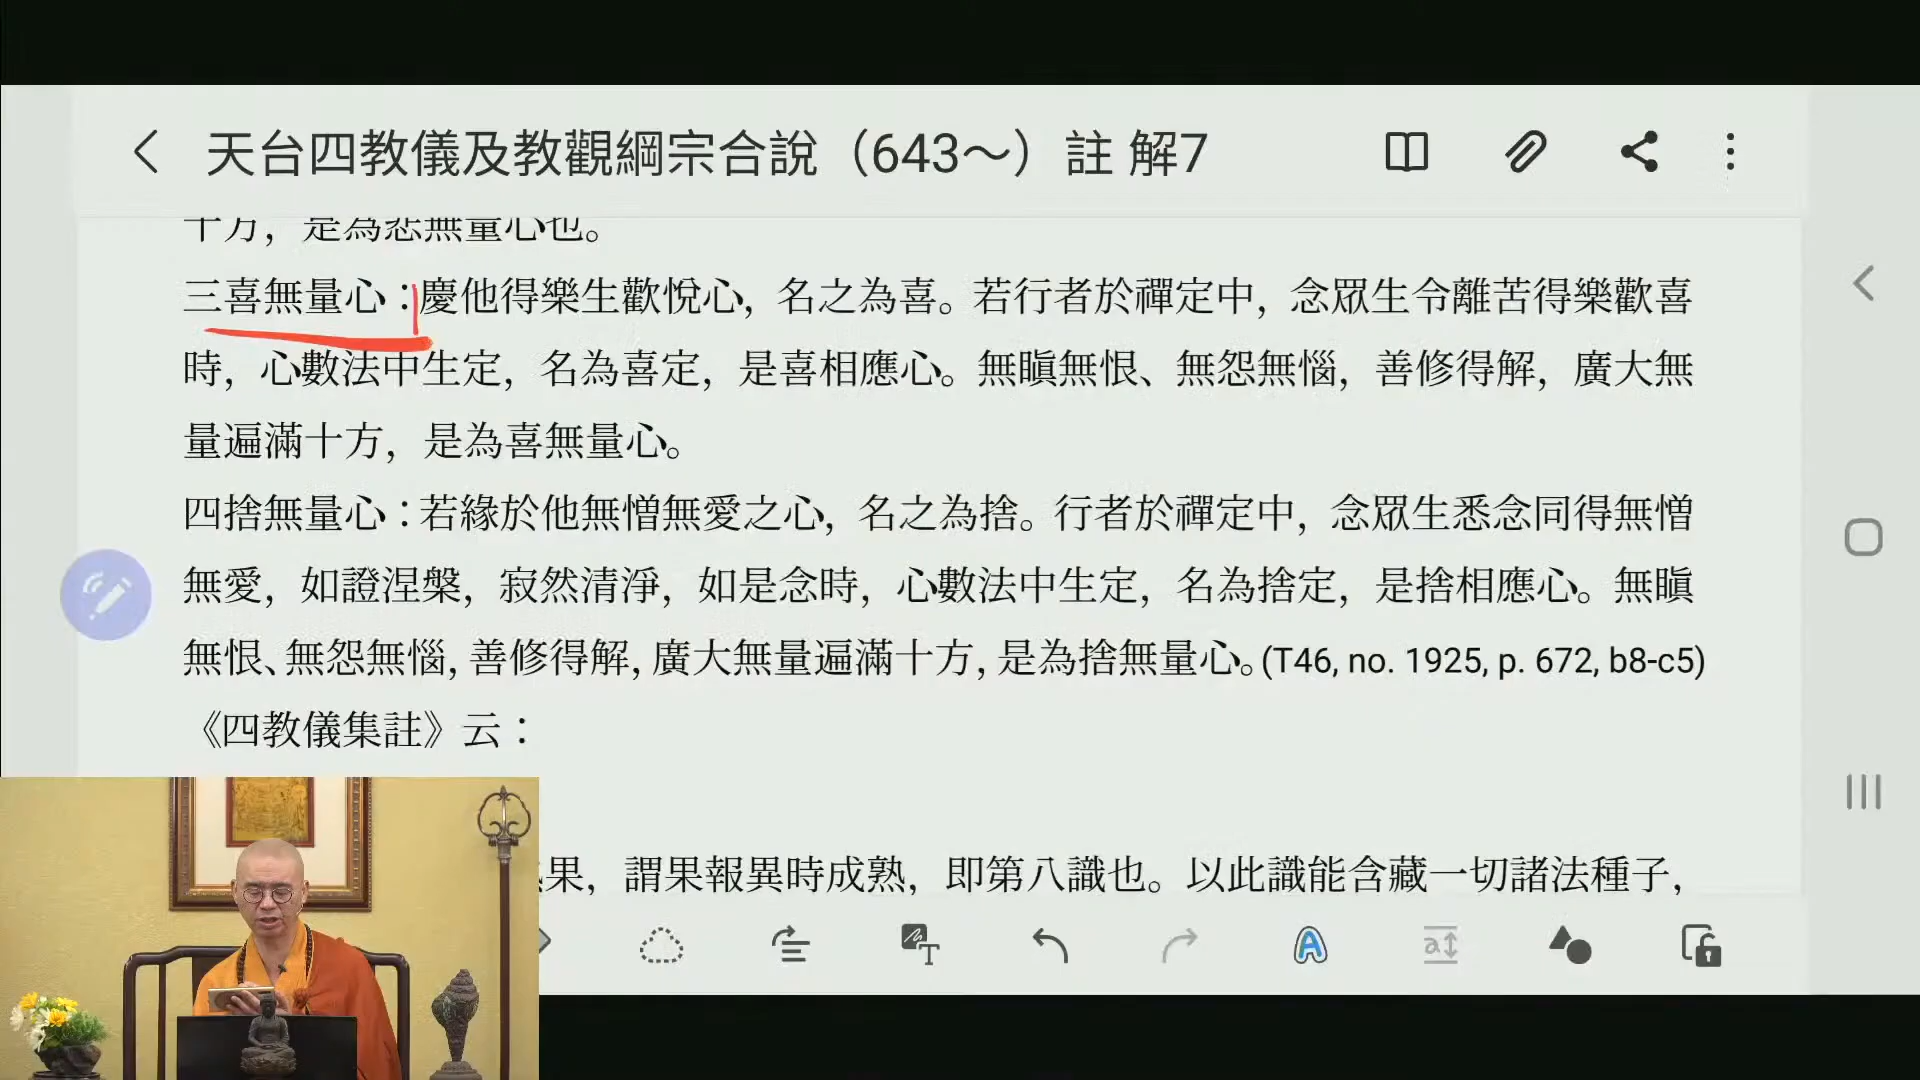 天台四教儀及教觀綱宗合說（643～）註 解7
十方，是為悲無量心也。
三喜無量心：慶他得樂生歡悅心，名之為喜。若行者於禪定中，念眾生令離苦得樂歡喜
時，心數法中生定，名為喜定，是喜相應心。無瞋無恨、無怨無惱，善修得解，廣大無
量遍滿十方，是為喜無量心。
四捨無量心：若緣於他無憎無愛之心，名之為捨。行者於禪定中，念眾生悉念同得無憎
無愛，如證涅槃，寂然清淨，如是念時，心數法中生定，名為捨定，是捨相應心。無瞋
無恨、無怨無惱，善修得解，廣大無量遍滿十方，是為捨無量心。(T46, no. 1925, p. 672, b8-c5)
《四教儀集註》云：
果，謂果報異時成熟，即第八識也。以此識能含藏一切諸法種子，